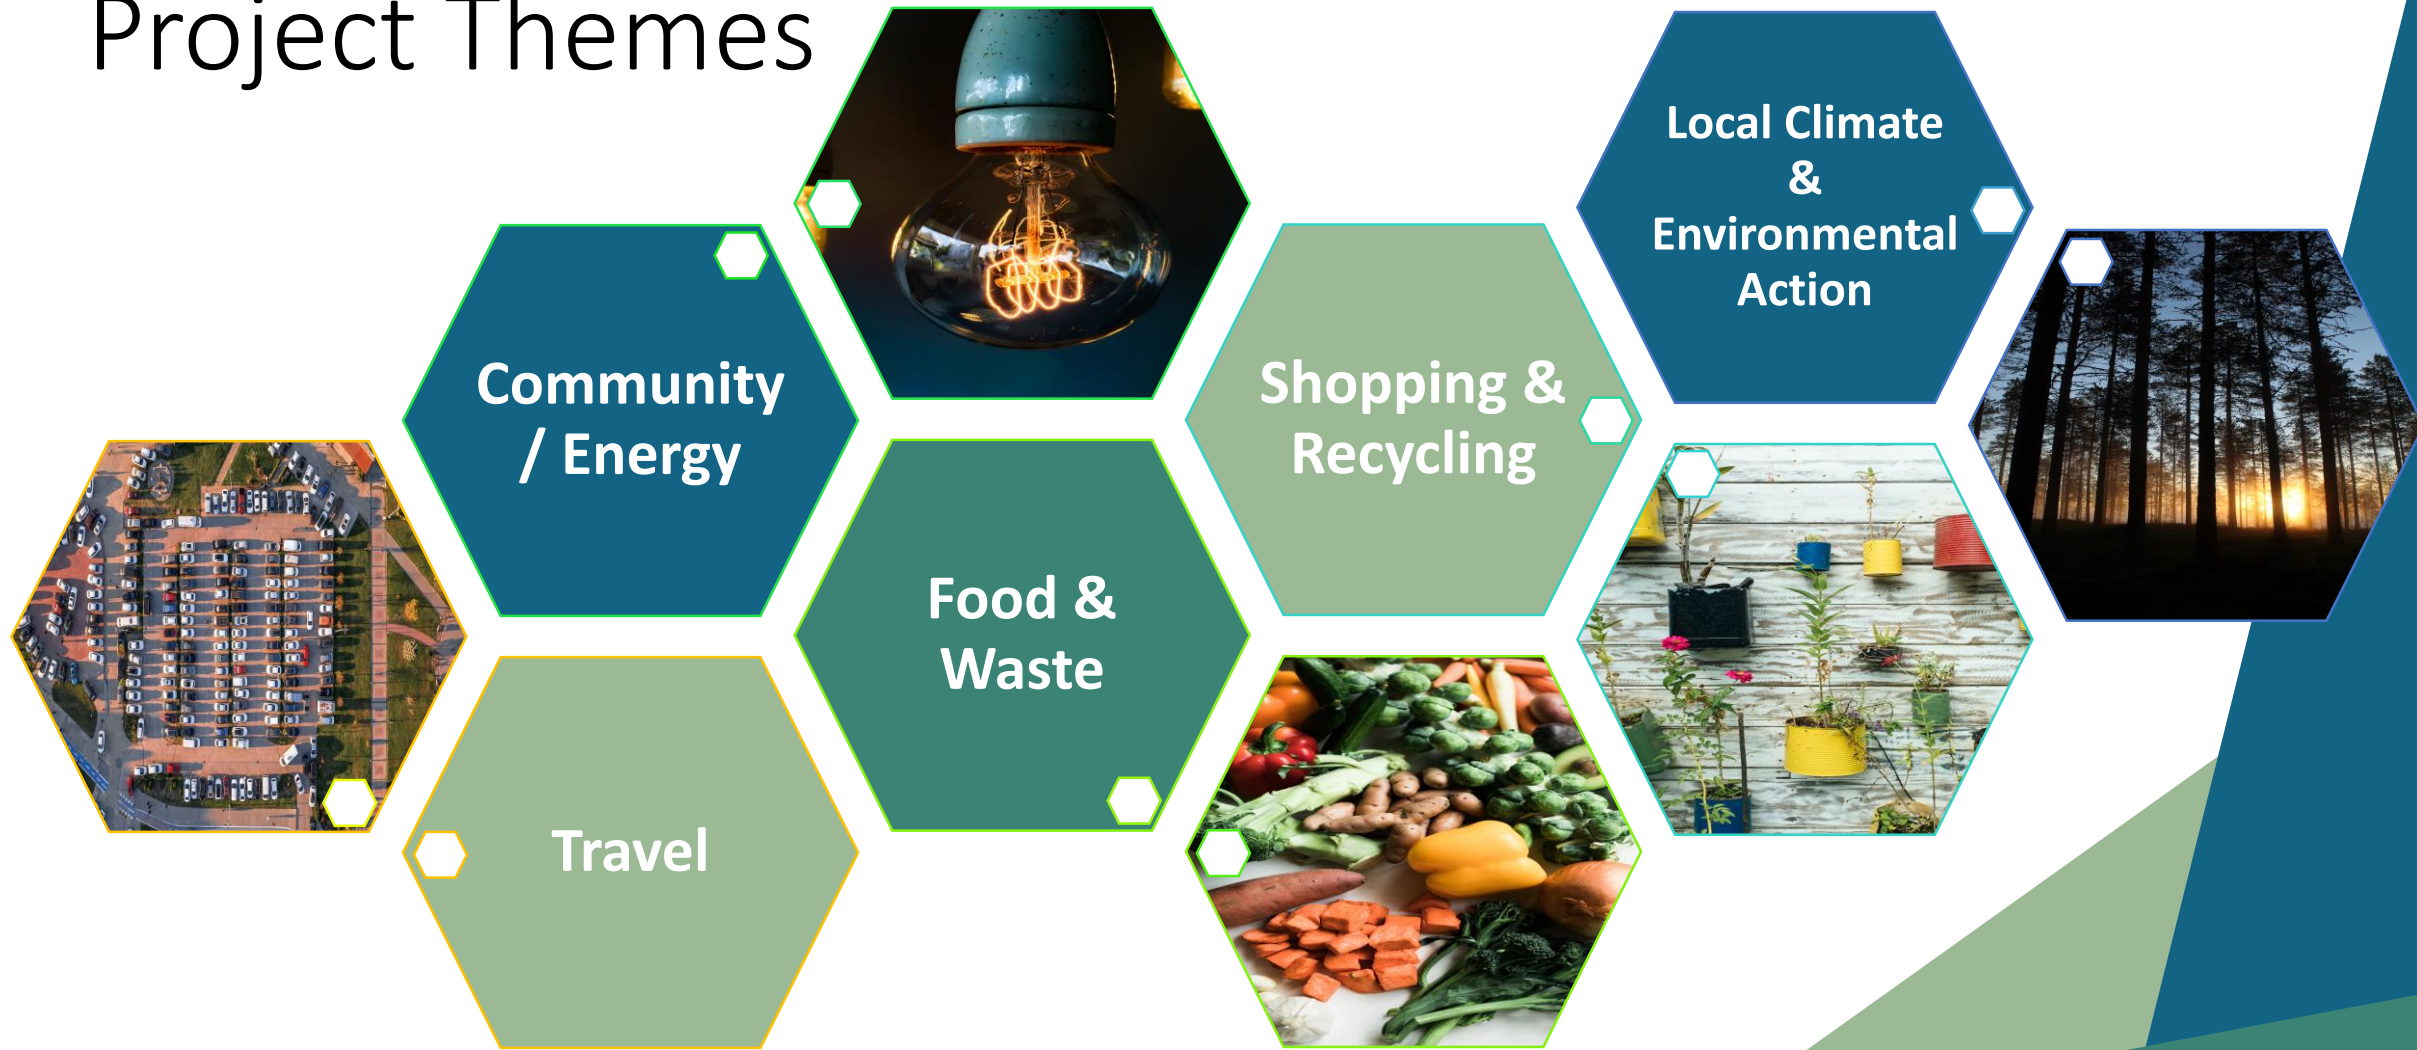 Project Themes
Community
/ Energy
Travel
Food &
Waste
Shopping &
Recycling
Local Climate
&
Environmental
Action